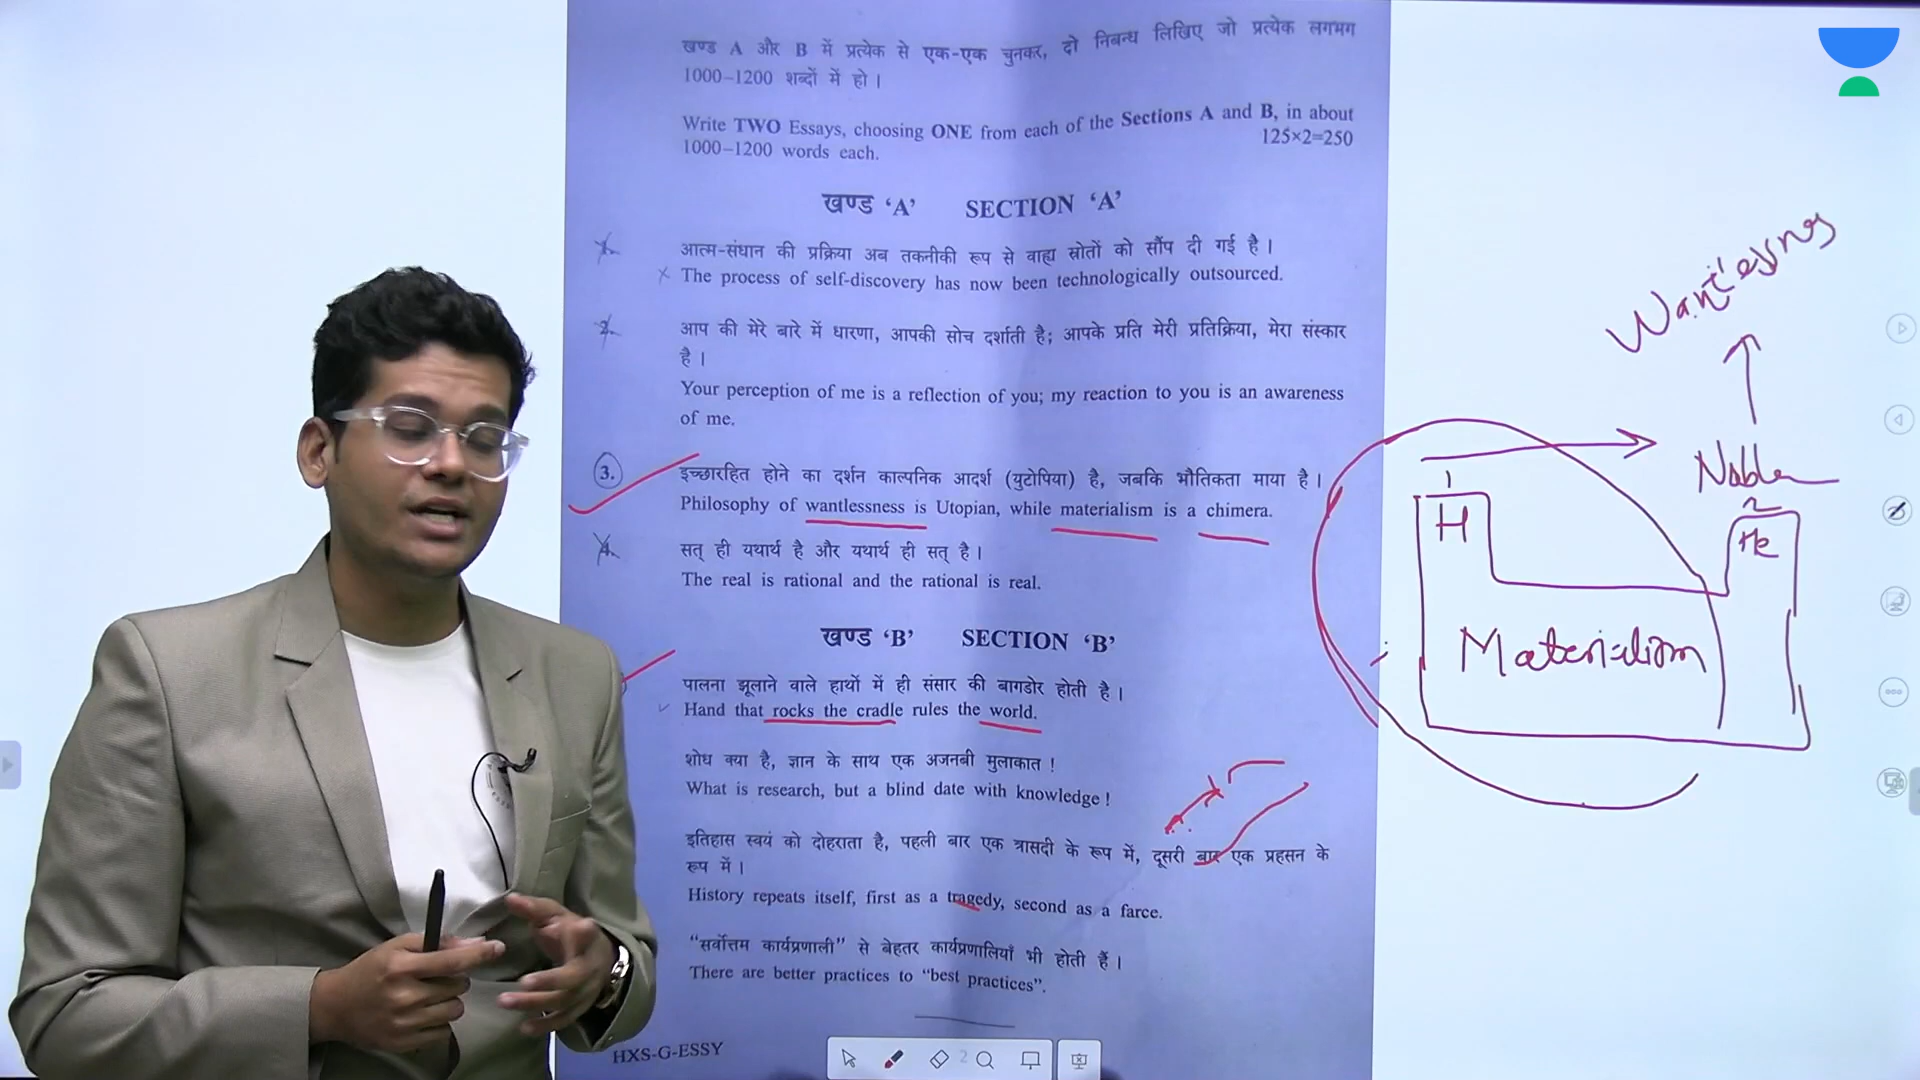 खण्ड A और B में प्रत्येक से एक-एक चुनकर, दो निबन्ध लिखिए जो प्रत्येक लगभग
1000–1200 शब्दों में हो ।
Write TWO Essays, choosing ONE from each of the Sections A and B, in about
1000–1200 words each.
125×2=250
खण्ड ‘A’ SECTION ‘A’
आत्म-संधान की प्रक्रिया अब तकनीकी रूप से वाह्य स्रोतों को सौंप दी गई है ।
The process of self-discovery has now been technologically outsourced.
आप की मेरे बारे में धारणा, आपकी सोच दर्शाती है; आपके प्रति मेरी प्रतिक्रिया, मेरा संस्कार
है ।
Your perception of me is a reflection of you; my reaction to you is an awareness
of me.
3. इच्छारहित होने का दर्शन काल्पनिक आदर्श (युटोपिया) है, जबकि भौतिकता माया है ।
Philosophy of wantlessness is Utopian, while materialism is a chimera.
सत् ही यथार्थ है और यथार्थ ही सत् है ।
The real is rational and the rational is real.
खण्ड ‘B’ SECTION ‘B’
पालना झूलाने वाले हाथों में ही संसार की बागडोर होती है ।
Hand that rocks the cradle rules the world.
शोध क्या है, ज्ञान के साथ एक अजनबी मुलाकात !
What is research, but a blind date with knowledge !
इतिहास स्वयं को दोहराता है, पहली बार एक त्रासदी के रूप में, दूसरी बार एक प्रहसन के
रूप में ।
History repeats itself, first as a tragedy, second as a farce.
“सर्वोत्तम कार्यप्रणाली” से बेहतर कार्यप्रणालियाँ भी होती हैं ।
There are better practices to “best practices”.
HXS-G-ESSY
2
Noble
1
H
2
He
Materialism